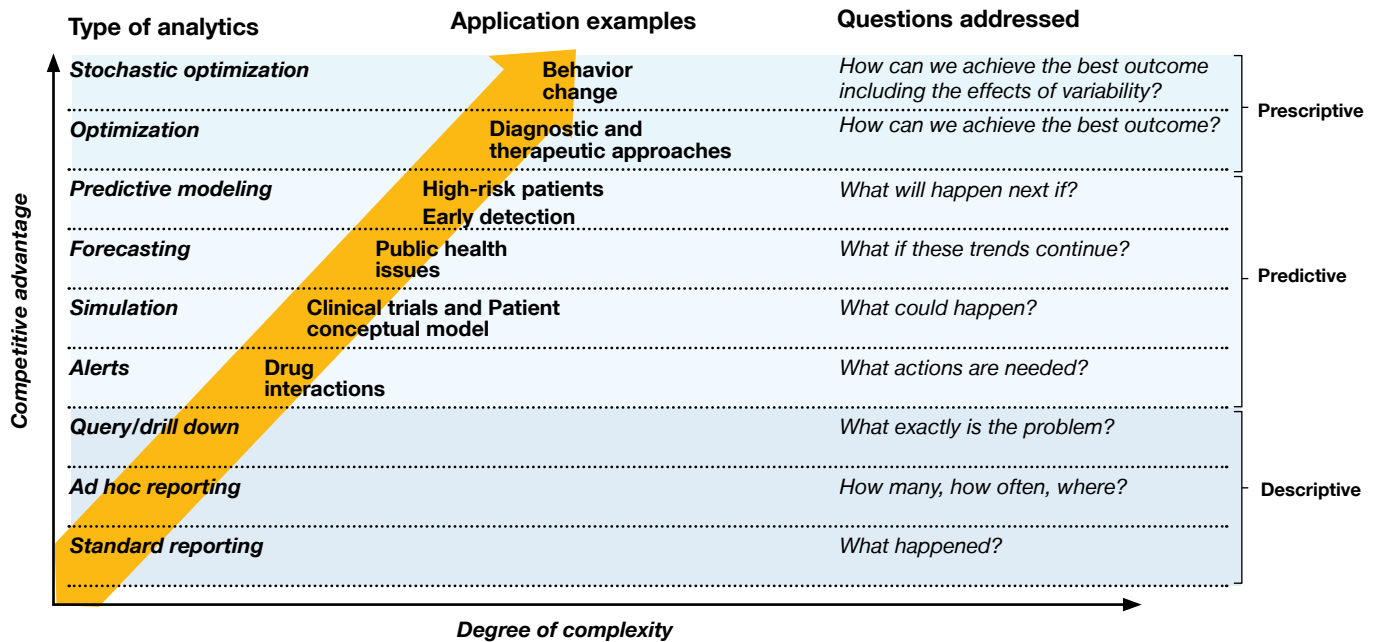 Type of analytics
Application examples
Questions addressed
Stochastic optimization
Behavior
change
How can we achieve the best outcome
including the effects of variability?
Optimization
Diagnostic and
therapeutic approaches
How can we achieve the best outcome?
Prescriptive
Predictive modeling
High-risk patients
Early detection
What will happen next if?
Forecasting
Public health
issues
What if these trends continue?
Simulation
Clinical trials and Patient
conceptual model
What could happen?
Alerts
Drug
interactions
What actions are needed?
Predictive
Query/drill down
What exactly is the problem?
Ad hoc reporting
How many, how often, where?
Standard reporting
What happened?
Descriptive
Competitive advantage
Degree of complexity